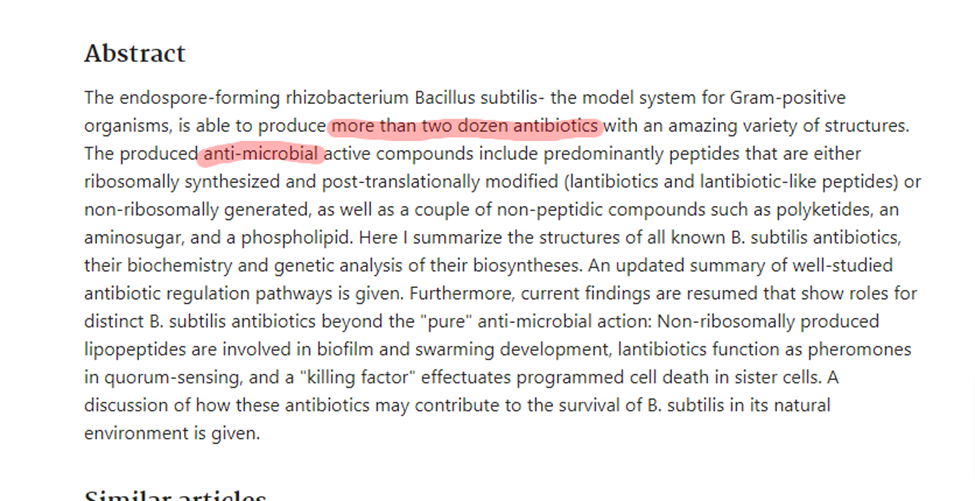 Abstract
The endospore-forming rhizobacterium Bacillus subtilis- the model system for Gram-positive
organisms, is able to produce more than two dozen antibiotics with an amazing variety of structures.
The produced anti-microbial active compounds include predominantly peptides that are either
ribosomally synthesized and post-translationally modified (lantibiotics and lantibiotic-like peptides) or
non-ribosomally generated, as well as a couple of non-peptidic compounds such as polyketides, an
aminosugar, and a phospholipid. Here I summarize the structures of all known B. subtilis antibiotics,
their biochemistry and genetic analysis of their biosyntheses. An updated summary of well-studied
antibiotic regulation pathways is given. Furthermore, current findings are resumed that show roles for
distinct B. subtilis antibiotics beyond the "pure" anti-microbial action: Non-ribosomally produced
lipopeptides are involved in biofilm and swarming development, lantibiotics function as pheromones
in quorum-sensing, and a "killing factor" effectuates programmed cell death in sister cells. A
discussion of how these antibiotics may contribute to the survival of B. subtilis in its natural
environment is given.
Similar articles